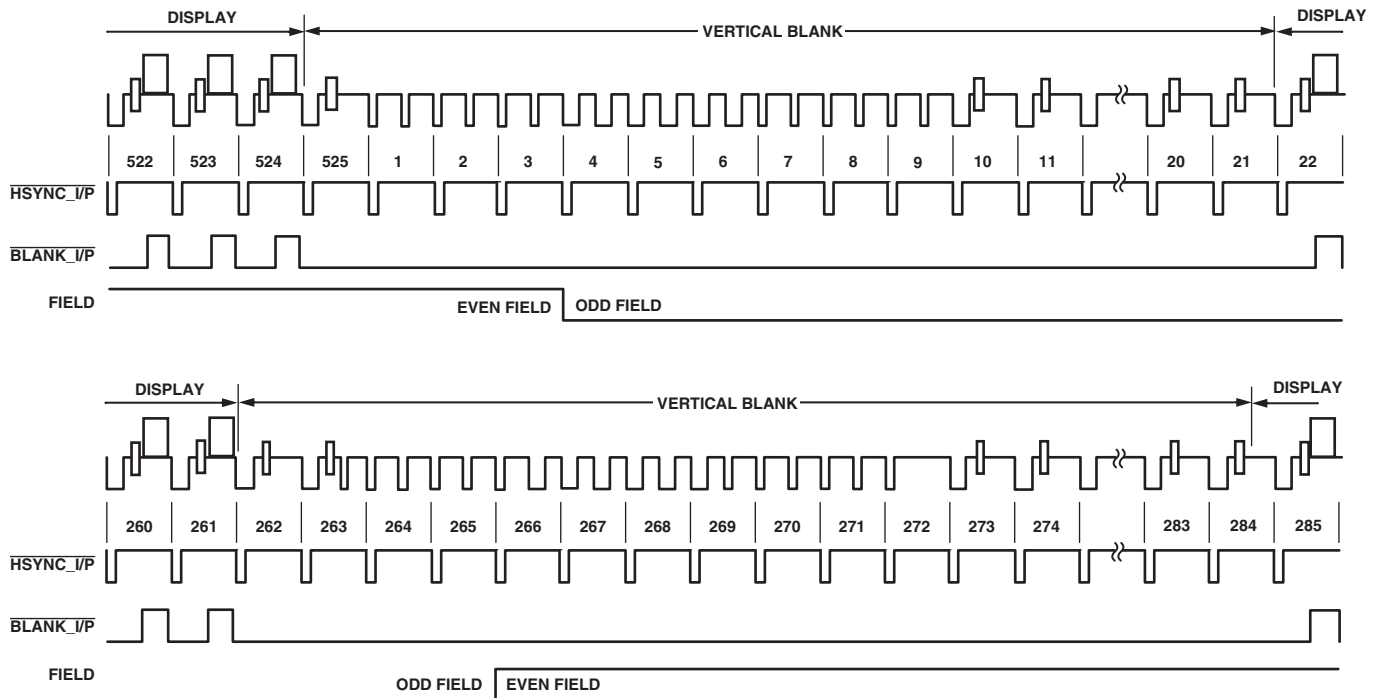 DISPLAY VERTICAL BLANK DISPLAY
522 523 524 525 1 2 3 4 5 6 7 8 9 10 11 20 21 22
HSYNC_I/P
BLANK_I/P
FIELD EVEN FIELD ODD FIELD
DISPLAY VERTICAL BLANK DISPLAY
260 261 262 263 264 265 266 267 268 269 270 271 272 273 274 283 284 285
HSYNC_I/P
BLANK_I/P
FIELD ODD FIELD EVEN FIELD